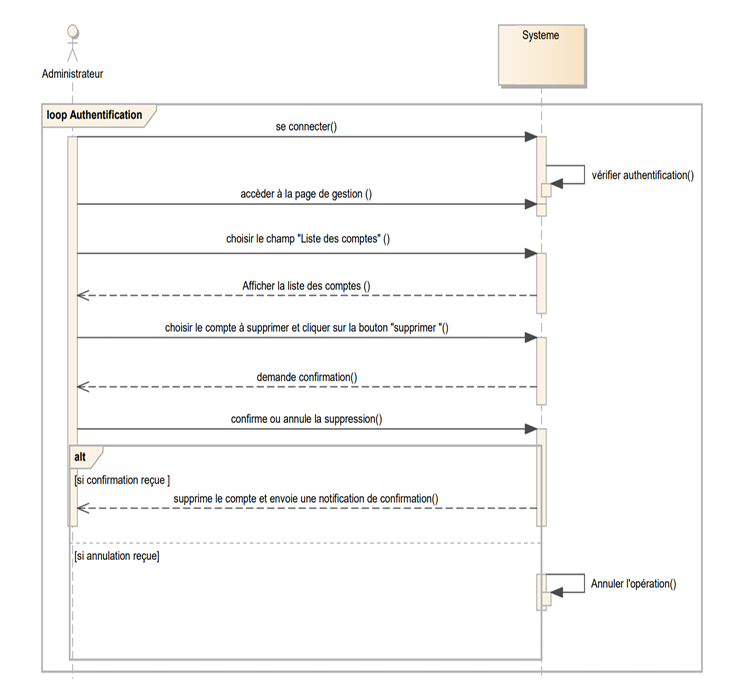 Systeme
Administrateur
loop Authentification
se connecter()
vérifier authentification()
accèder à la page de gestion ()
choisir le champ "Liste des comptes" ()
Afficher la liste des comptes ()
choisir le compte à supprimer et cliquer sur la bouton "supprimer "()
demande confirmation()
confirme ou annule la suppression()
alt
[si confirmation reçue ]
supprime le compte et envoie une notification de confirmation()
[si annulation reçue]
Annuler l'opération()